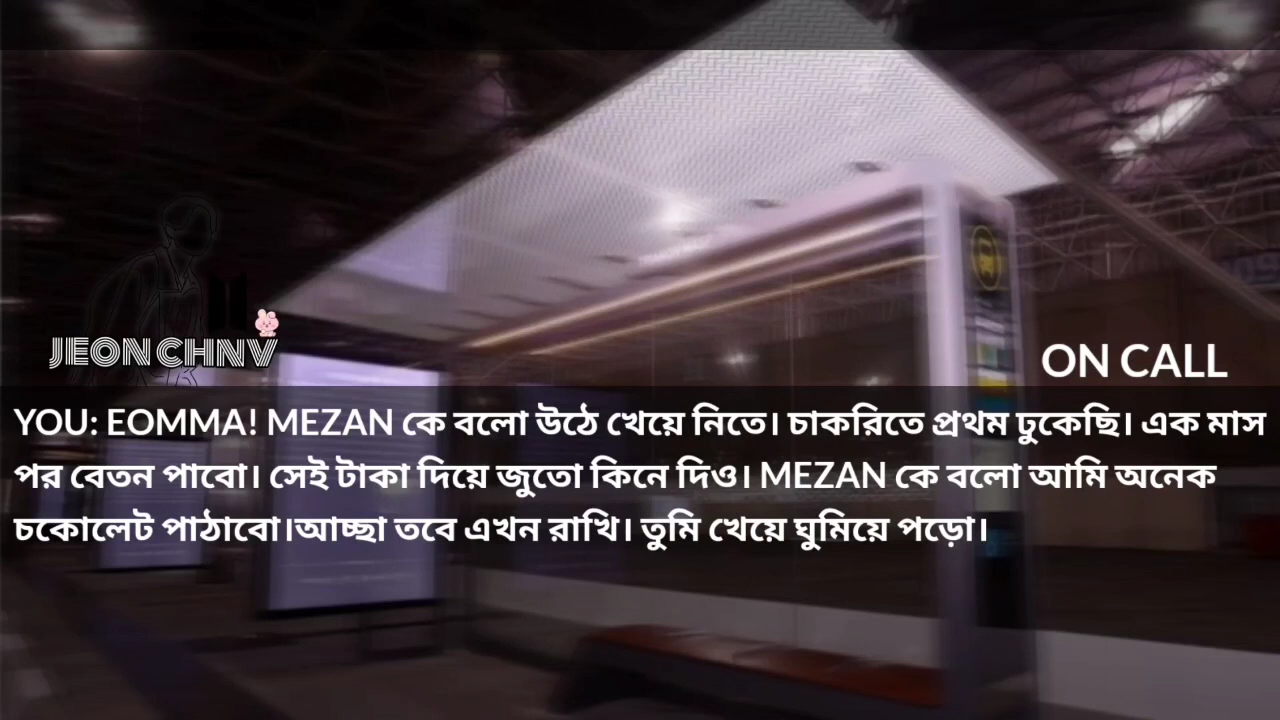 JEON CHNV
ON CALL
YOU: EOMMA! MEZAN কে বলো উঠে খেয়ে নিতে। চাকরিতে প্রথম ঢুকেছি। এক মাস
পর বেতন পাবো। সেই টাকা দিয়ে জুতো কিনে দিও। MEZAN কে বলো আমি অনেক
চকোলেট পাঠাবো।আচ্ছা তবে এখন রাখি। তুমি খেয়ে ঘুমিয়ে পড়ো।